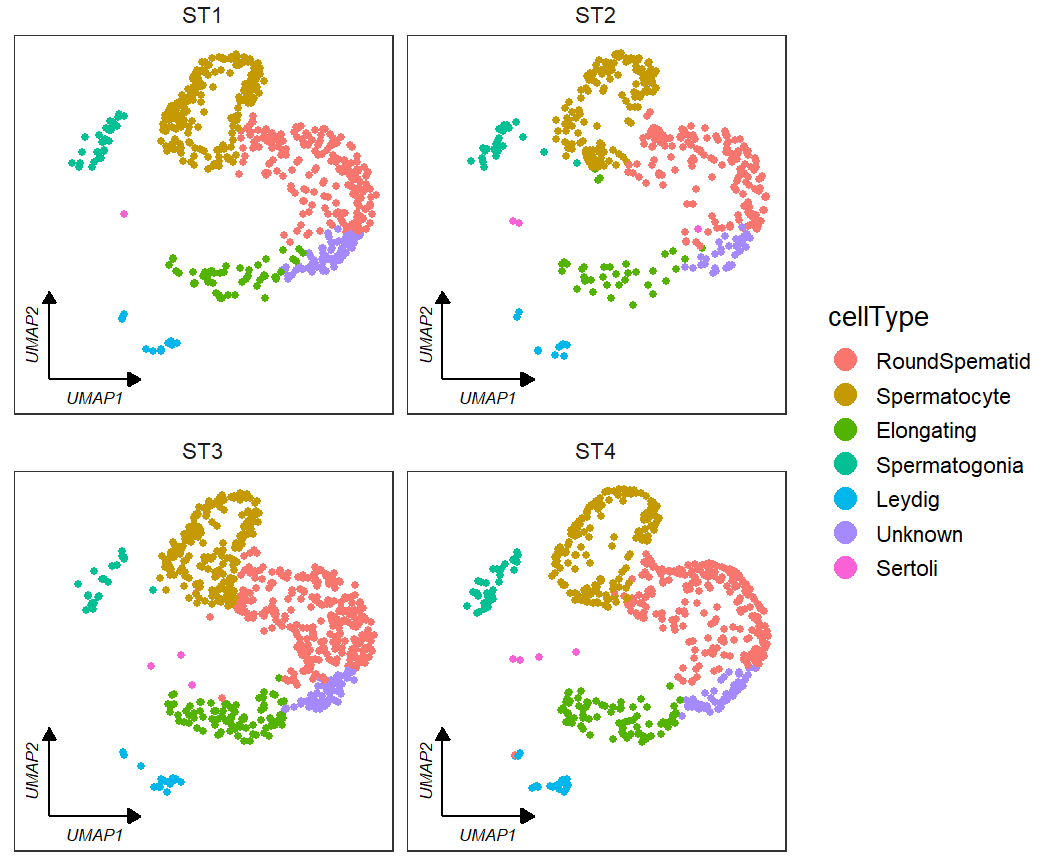 ST1
ST2
UMAP2
UMAP1
UMAP2
UMAP1
ST3
ST4
UMAP2
UMAP1
UMAP2
UMAP1
cellType
RoundSpematid
Spermatocyte
Elongating
Spermatogonia
Leydig
Unknown
Sertoli